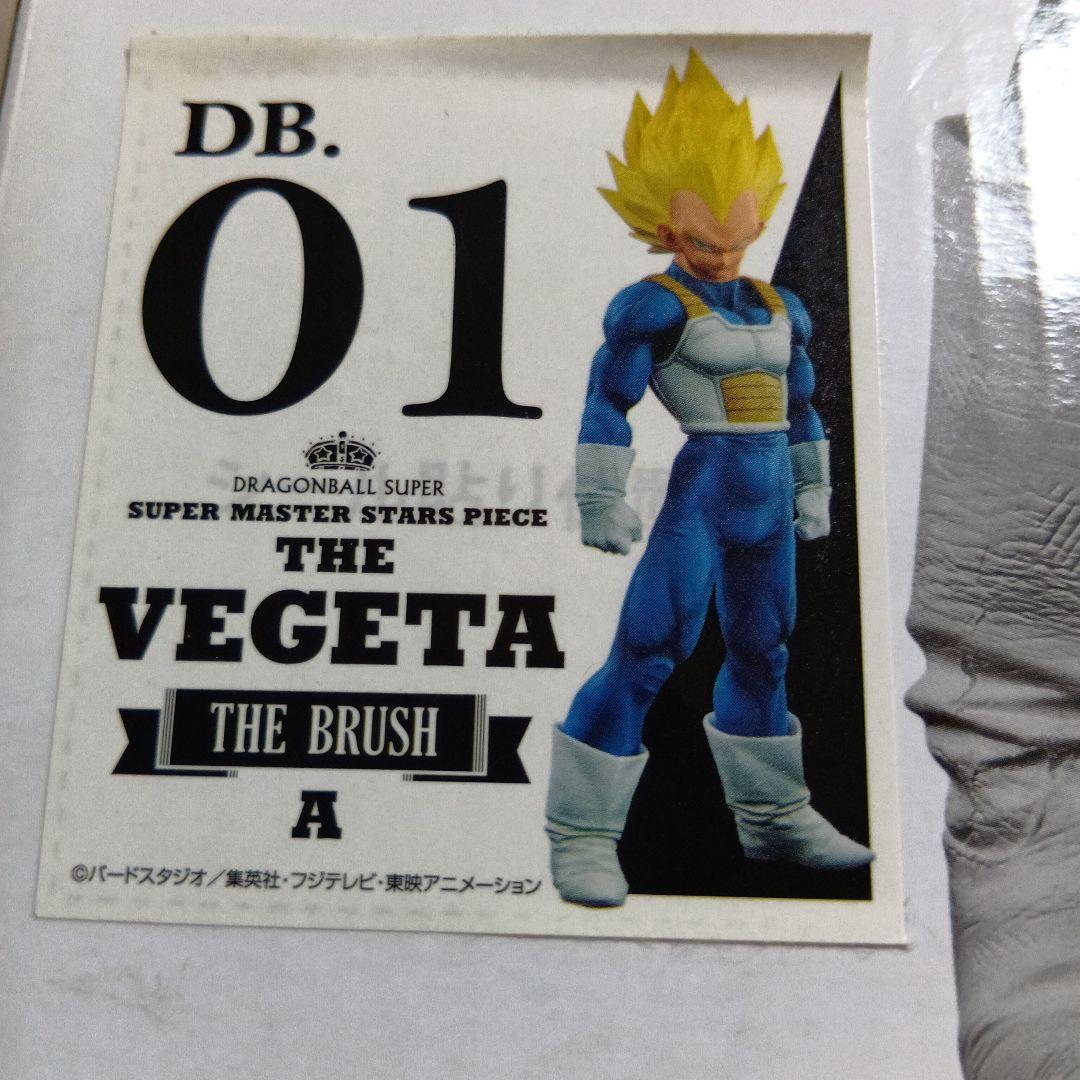 DB.
01
DRAGONBALL SUPER
SUPER MASTER STARS PIECE
THE
VEGETA
THE BRUSH
A
©バードスタジオ/集英社・フジテレビ・東映アニメーション